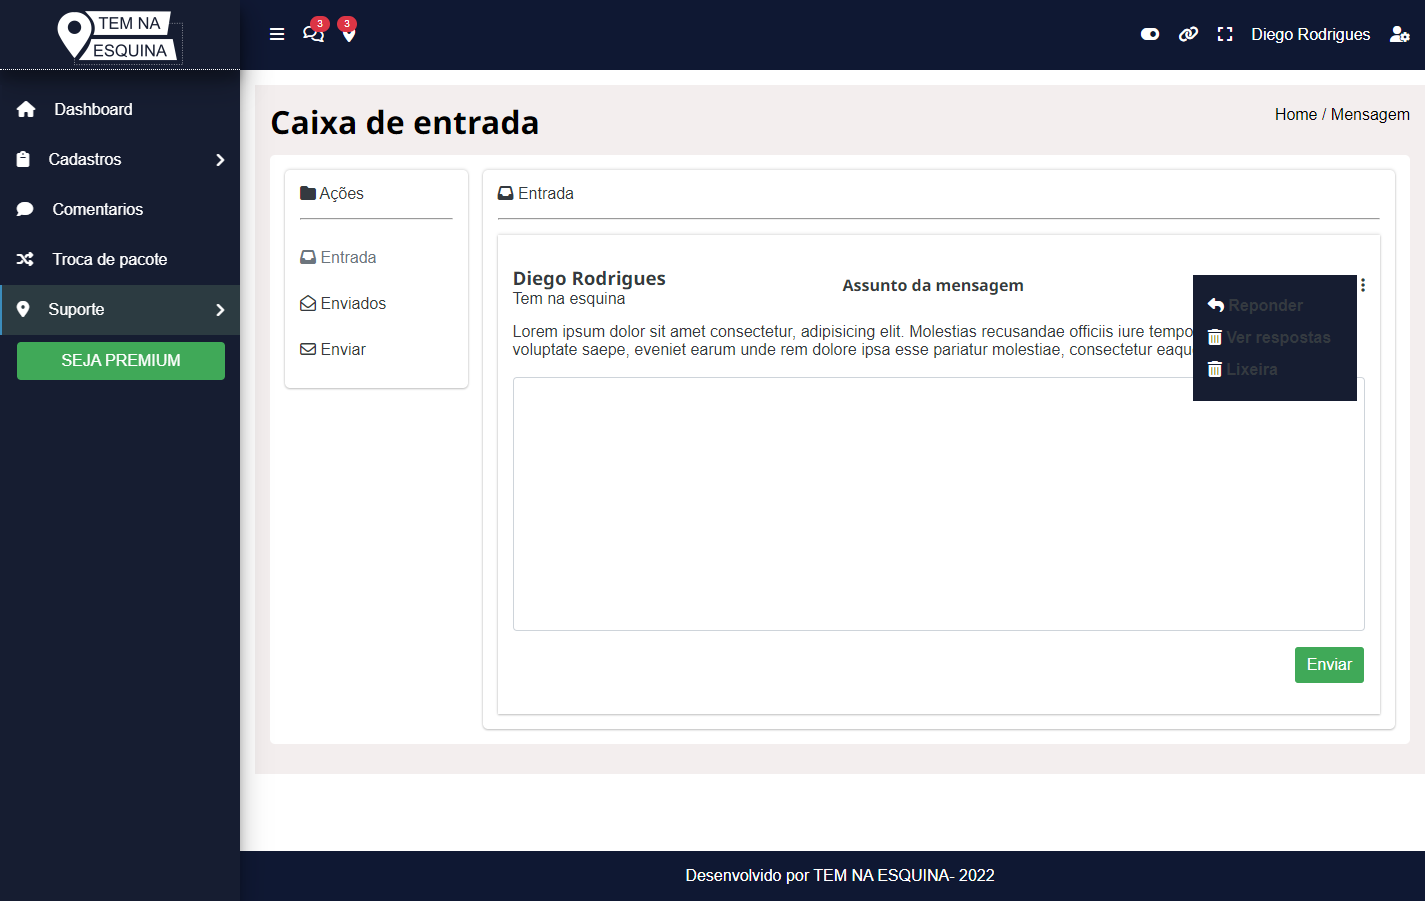 TEM NA
ESQUINA
3
3
Diego Rodrigues
Dashboard
Cadastros
Comentarios
Troca de pacote
Suporte
SEJA PREMIUM
Caixa de entrada
Home / Mensagem
Ações
Entrada
Enviados
Enviar
Entrada
Diego Rodrigues
Tem na esquina
Assunto da mensagem
Lorem ipsum dolor sit amet consectetur, adipisicing elit. Molestias recusandae officiis iure tempo
voluptate saepe, eveniet earum unde rem dolore ipsa esse pariatur molestiae, consectetur eaqu
Reponder
Ver respostas
Lixeira
Enviar
Desenvolvido por TEM NA ESQUINA- 2022